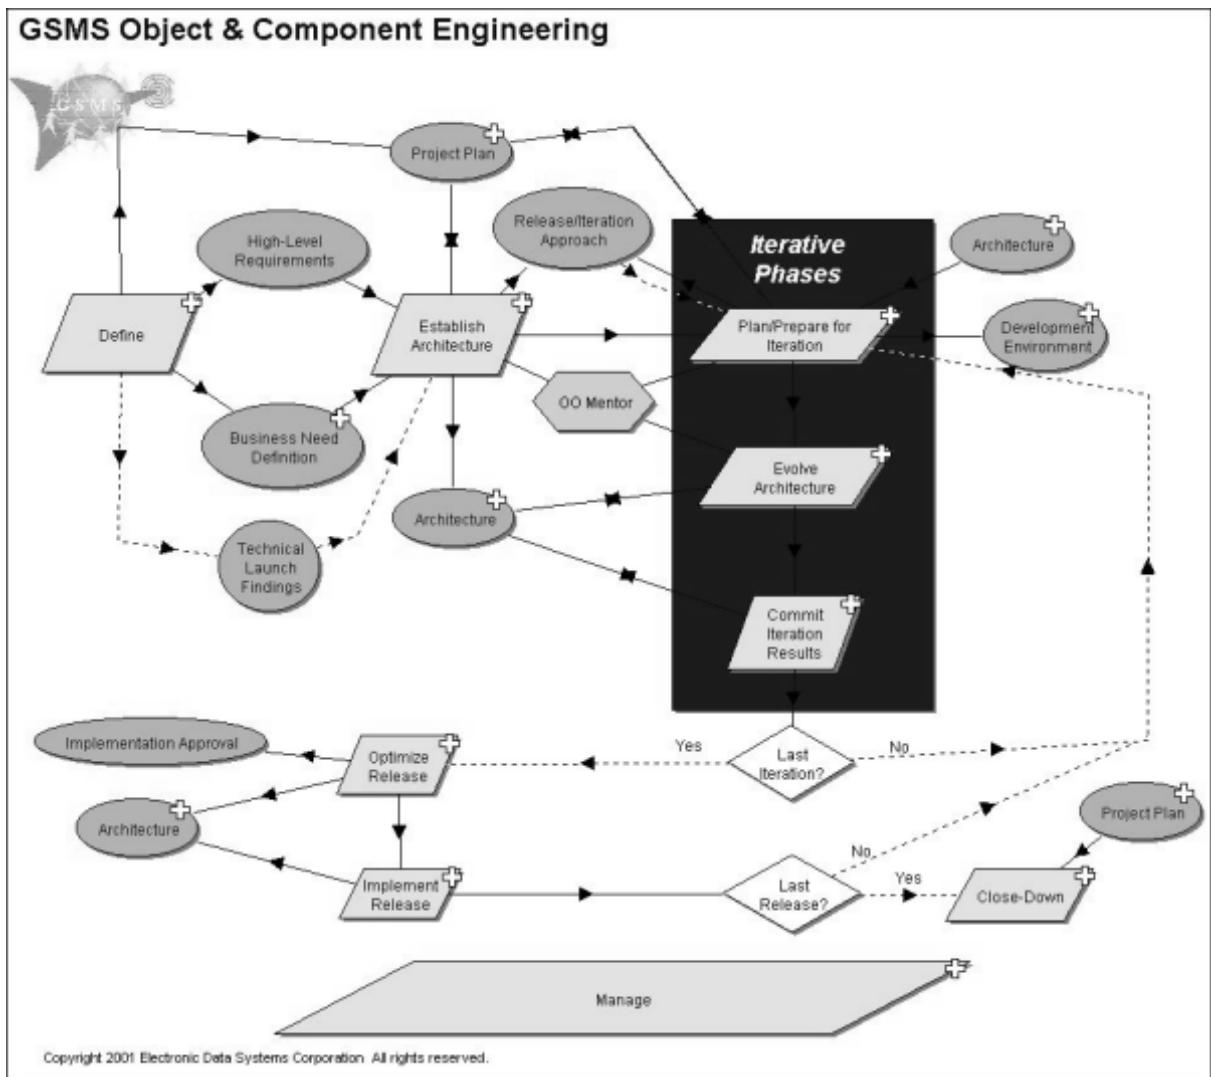 GSMS Object & Component Engineering
GSMS
Project Plan
Release/Iteration
Approach
High-Level
Requirements
Iterative
Phases
Architecture
Define
Establish
Architecture
Plan/Prepare for
Iteration
Development
Environment
OO Mentor
Business Need
Definition
Evolve
Architecture
Architecture
Technical
Launch
Findings
Commit
Iteration
Results
Implementation Approval
Optimize
Release
Yes
Last
Iteration?
No
Architecture
Project Plan
Implement
Release
Last
Release?
No
Yes
Close-Down
Manage
Copyright 2001 Electronic Data Systems Corporation All rights reserved.